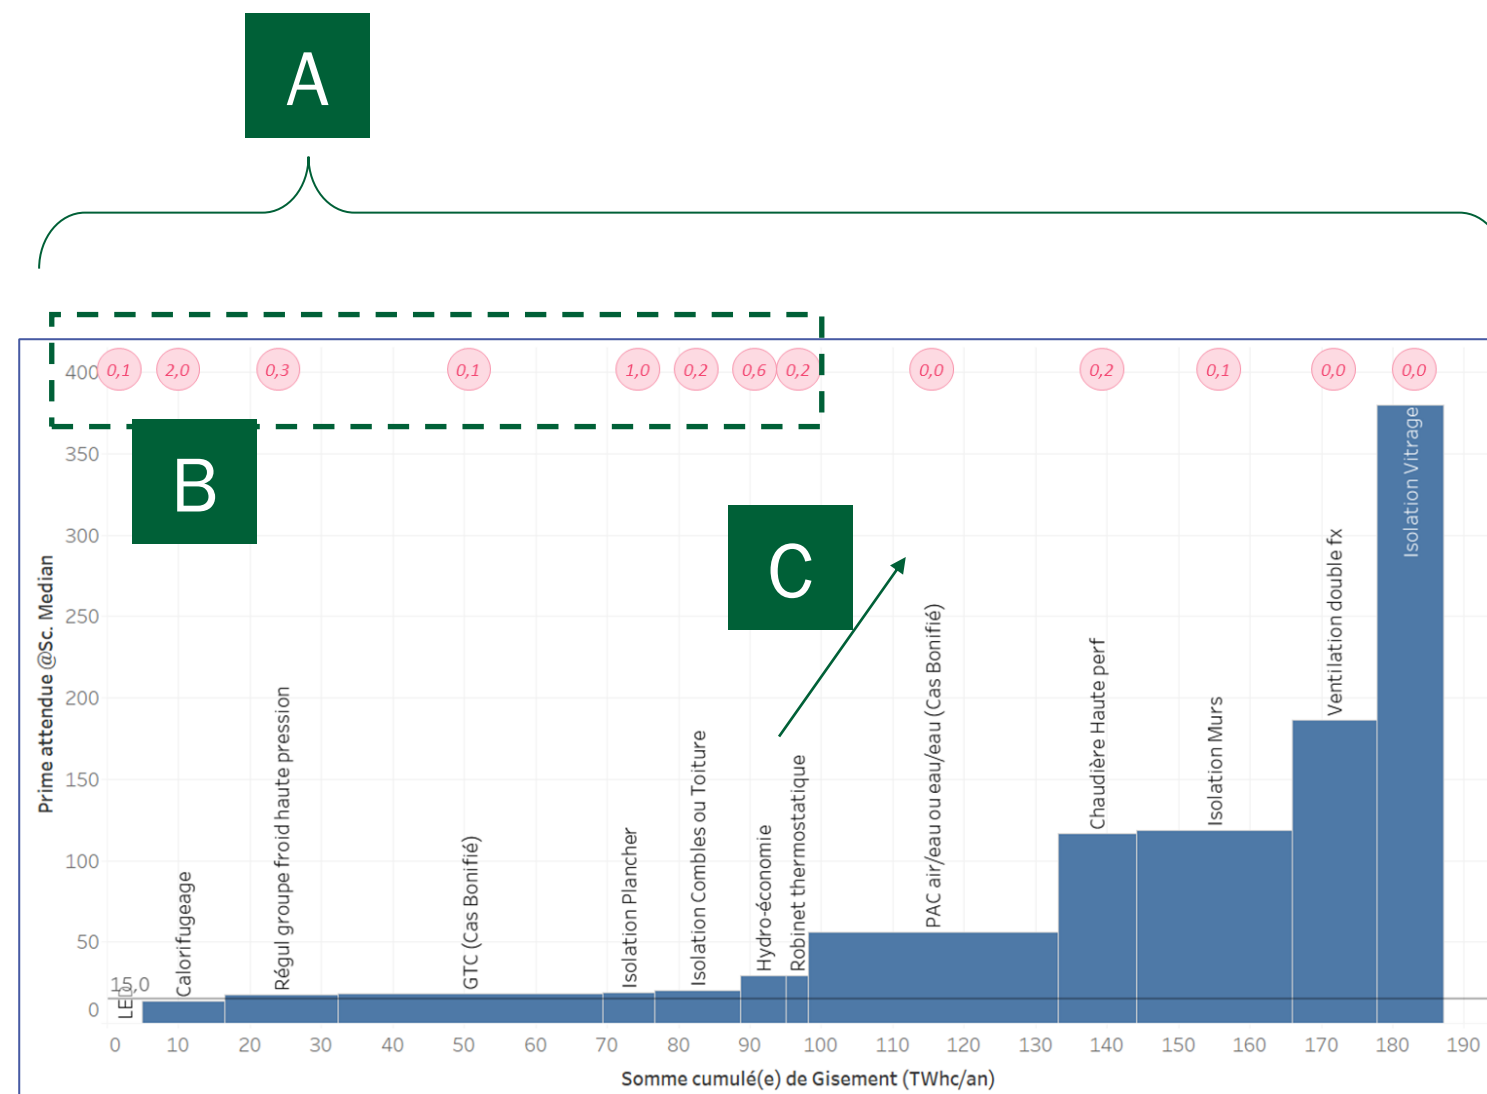 A
400
0,1
2,0
0,3
0,1
1,0
0,2
0,6
0,2
0,0
0,2
0,1
0,0
0,0
B
C
350
300
250
200
150
100
50
0
15,0
Prime attendue @Sc. Median
Calorifugeage
Régul groupe froid haute pression
GTC (Cas Bonifié)
Isolation Plancher
Isolation Combles ou Toiture
Hydro-économie
Robinet thermostatique
PAC air/eau ou eau/eau (Cas Bonifié)
Chaudière Haute perf
Isolation Murs
Ventilation double fx
Isolation Vitrage
0 10 20 30 40 50 60 70 80 90 100 110 120 130 140 150 160 170 180 190
Somme cumulé(e) de Gisement (TWhc/an)